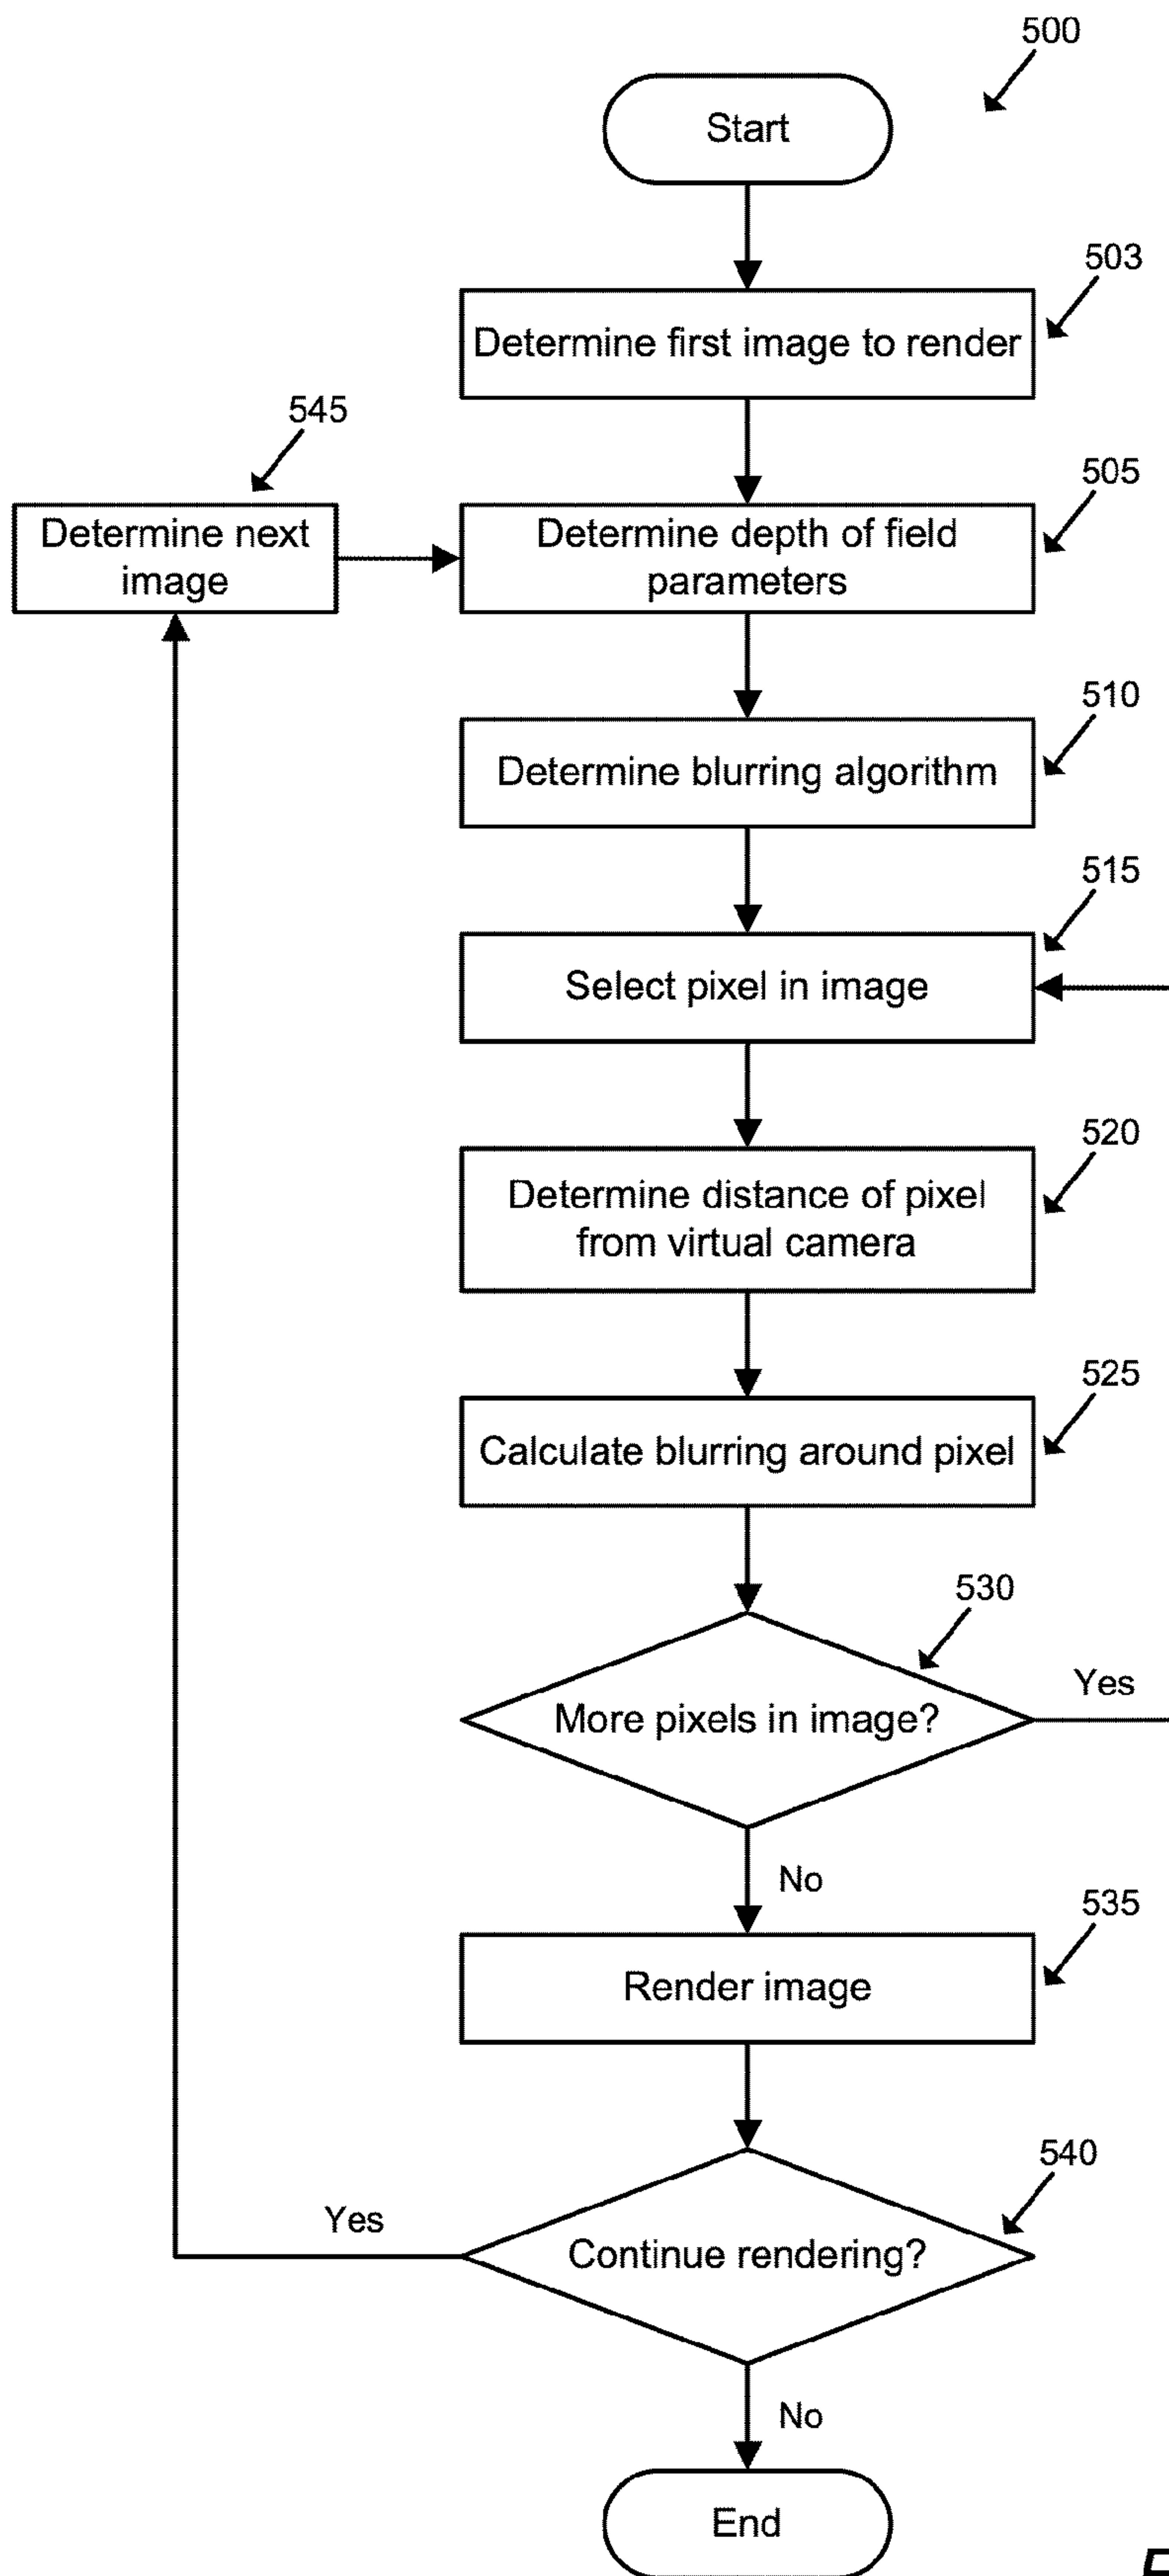 500
Start
503
Determine first image to render
545
505
Determine next
image
Determine depth of field
parameters
510
Determine blurring algorithm
515
Select pixel in image
520
Determine distance of pixel
from virtual camera
525
Calculate blurring around pixel
530
More pixels in image?
Yes
No
535
Render image
540
Yes
Continue rendering?
No
End